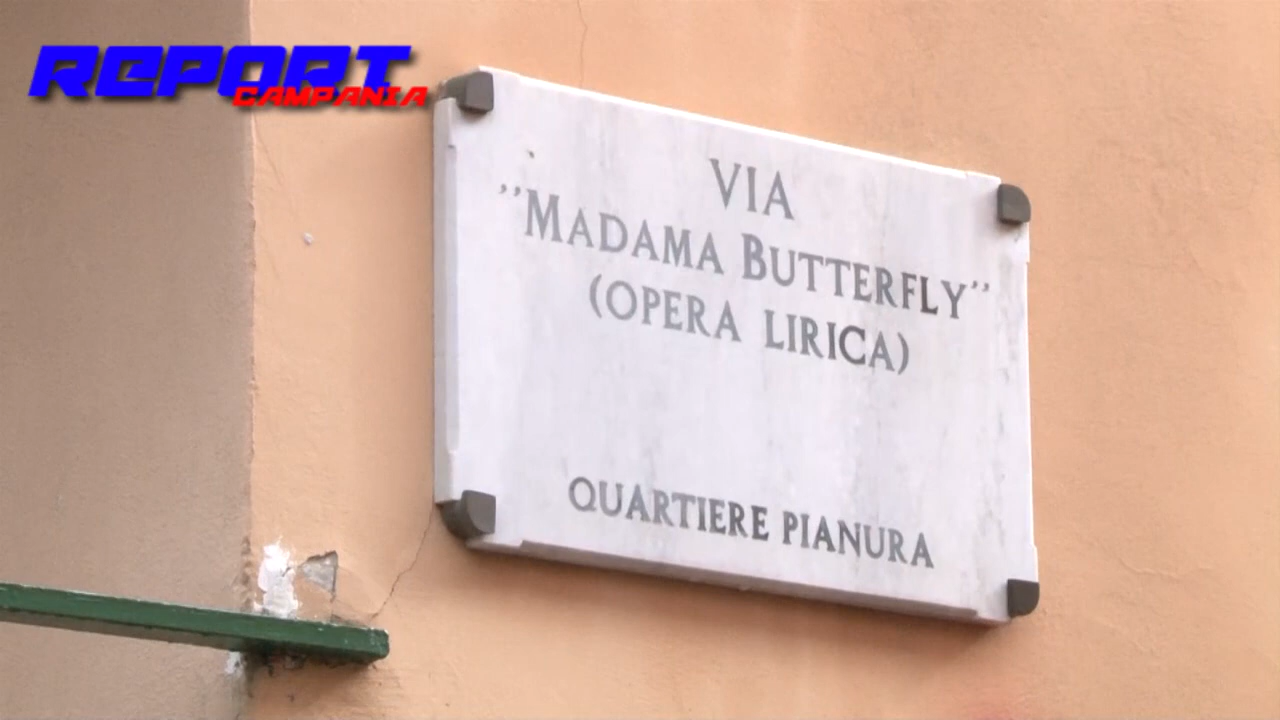 REPORT
CAMPANIA
VIA
''MADAMA BUTTERFLY''
(OPERA LIRICA)
QUARTIERE PIANURA